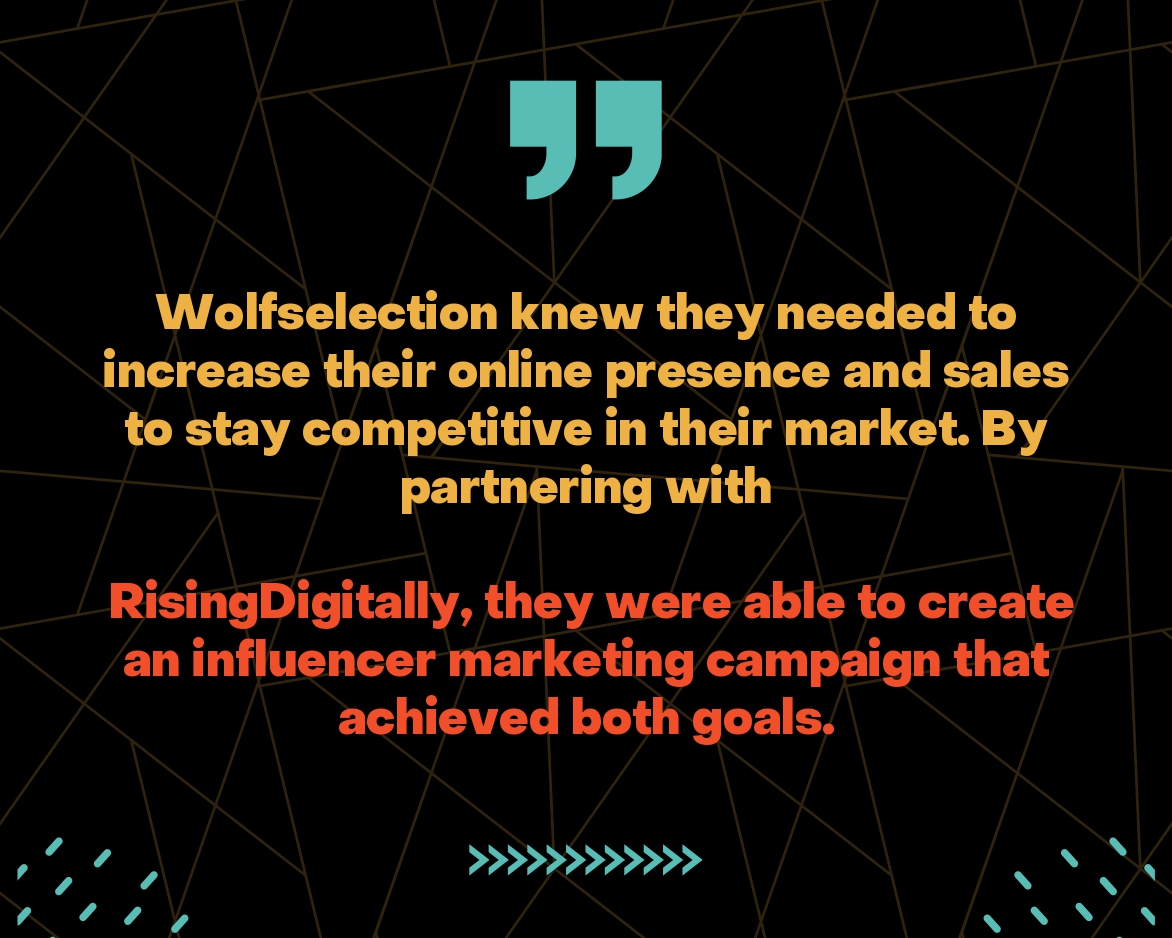 Wolfselection knew they needed to
increase their online presence and sales
to stay competitive in their market. By
partnering with
RisingDigitally, they were able to create
an influencer marketing campaign that
achieved both goals.